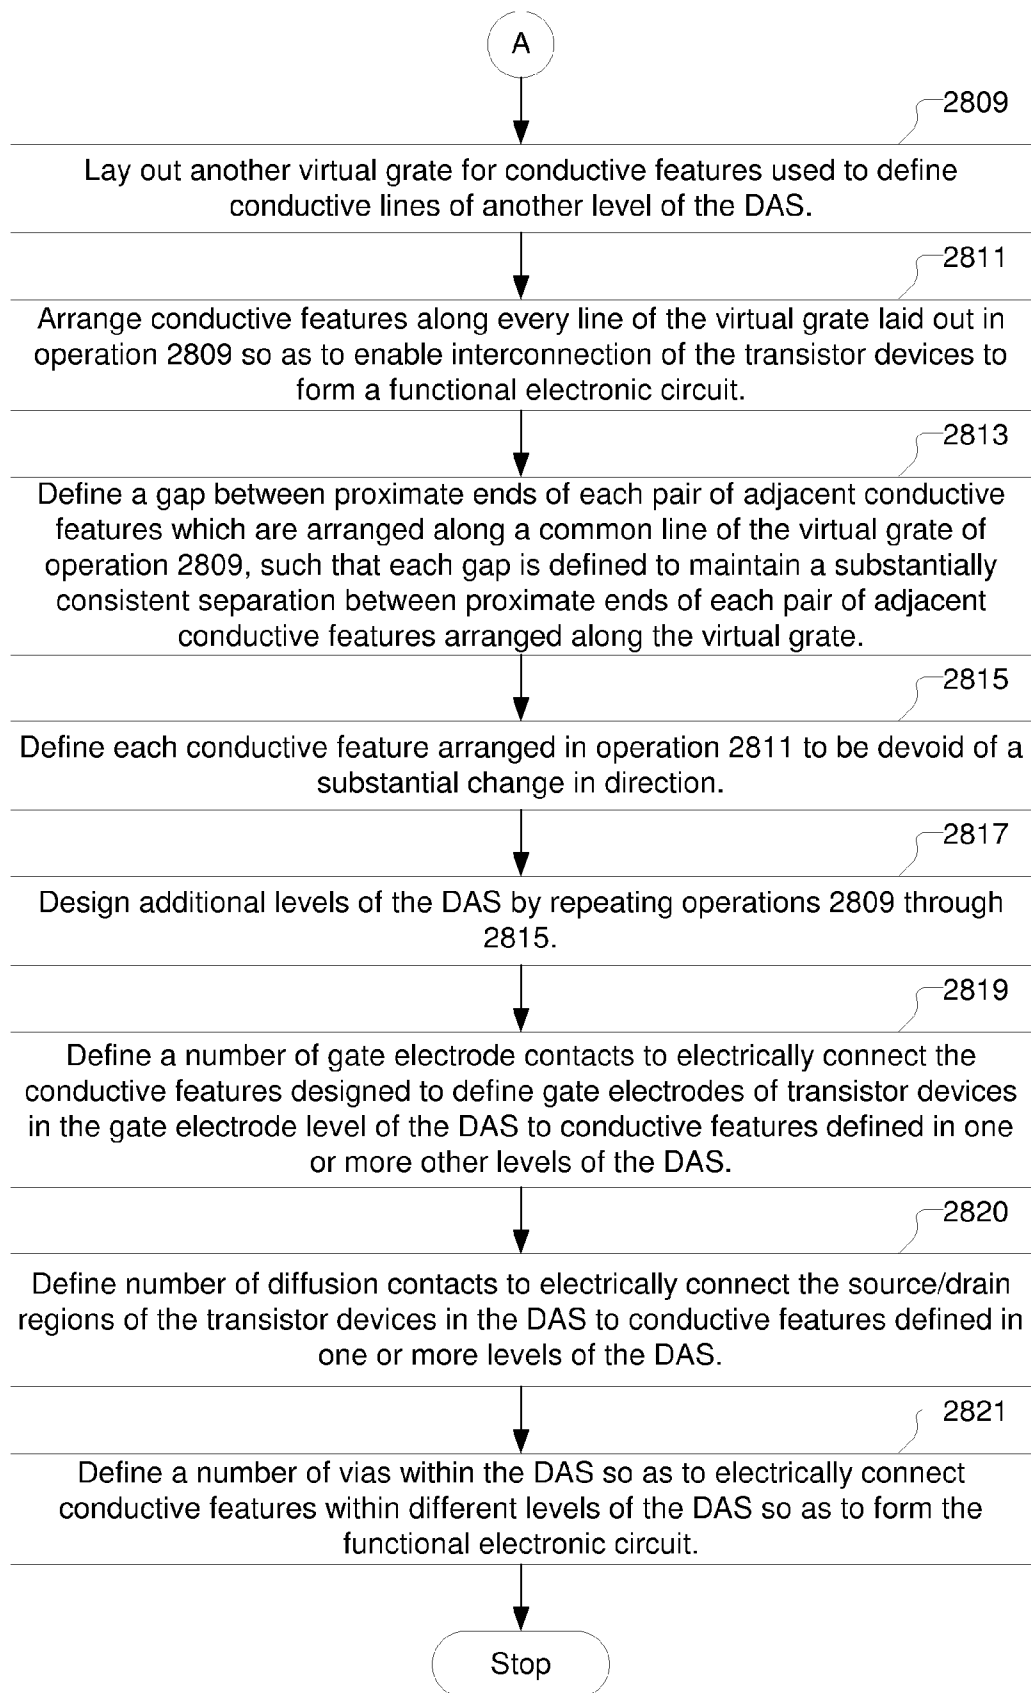 A
2809
Lay out another virtual grate for conductive features used to define
conductive lines of another level of the DAS.
2811
Arrange conductive features along every line of the virtual grate laid out in
operation 2809 so as to enable interconnection of the transistor devices to
form a functional electronic circuit.
2813
Define a gap between proximate ends of each pair of adjacent conductive
features which are arranged along a common line of the virtual grate of
operation 2809, such that each gap is defined to maintain a substantially
consistent separation between proximate ends of each pair of adjacent
conductive features arranged along the virtual grate.
2815
Define each conductive feature arranged in operation 2811 to be devoid of a
substantial change in direction.
2817
Design additional levels of the DAS by repeating operations 2809 through
2815.
2819
Define a number of gate electrode contacts to electrically connect the
conductive features designed to define gate electrodes of transistor devices
in the gate electrode level of the DAS to conductive features defined in one
or more other levels of the DAS.
2820
Define number of diffusion contacts to electrically connect the source/drain
regions of the transistor devices in the DAS to conductive features defined in
one or more levels of the DAS.
2821
Define a number of vias within the DAS so as to electrically connect
conductive features within different levels of the DAS so as to form the
functional electronic circuit.
Stop